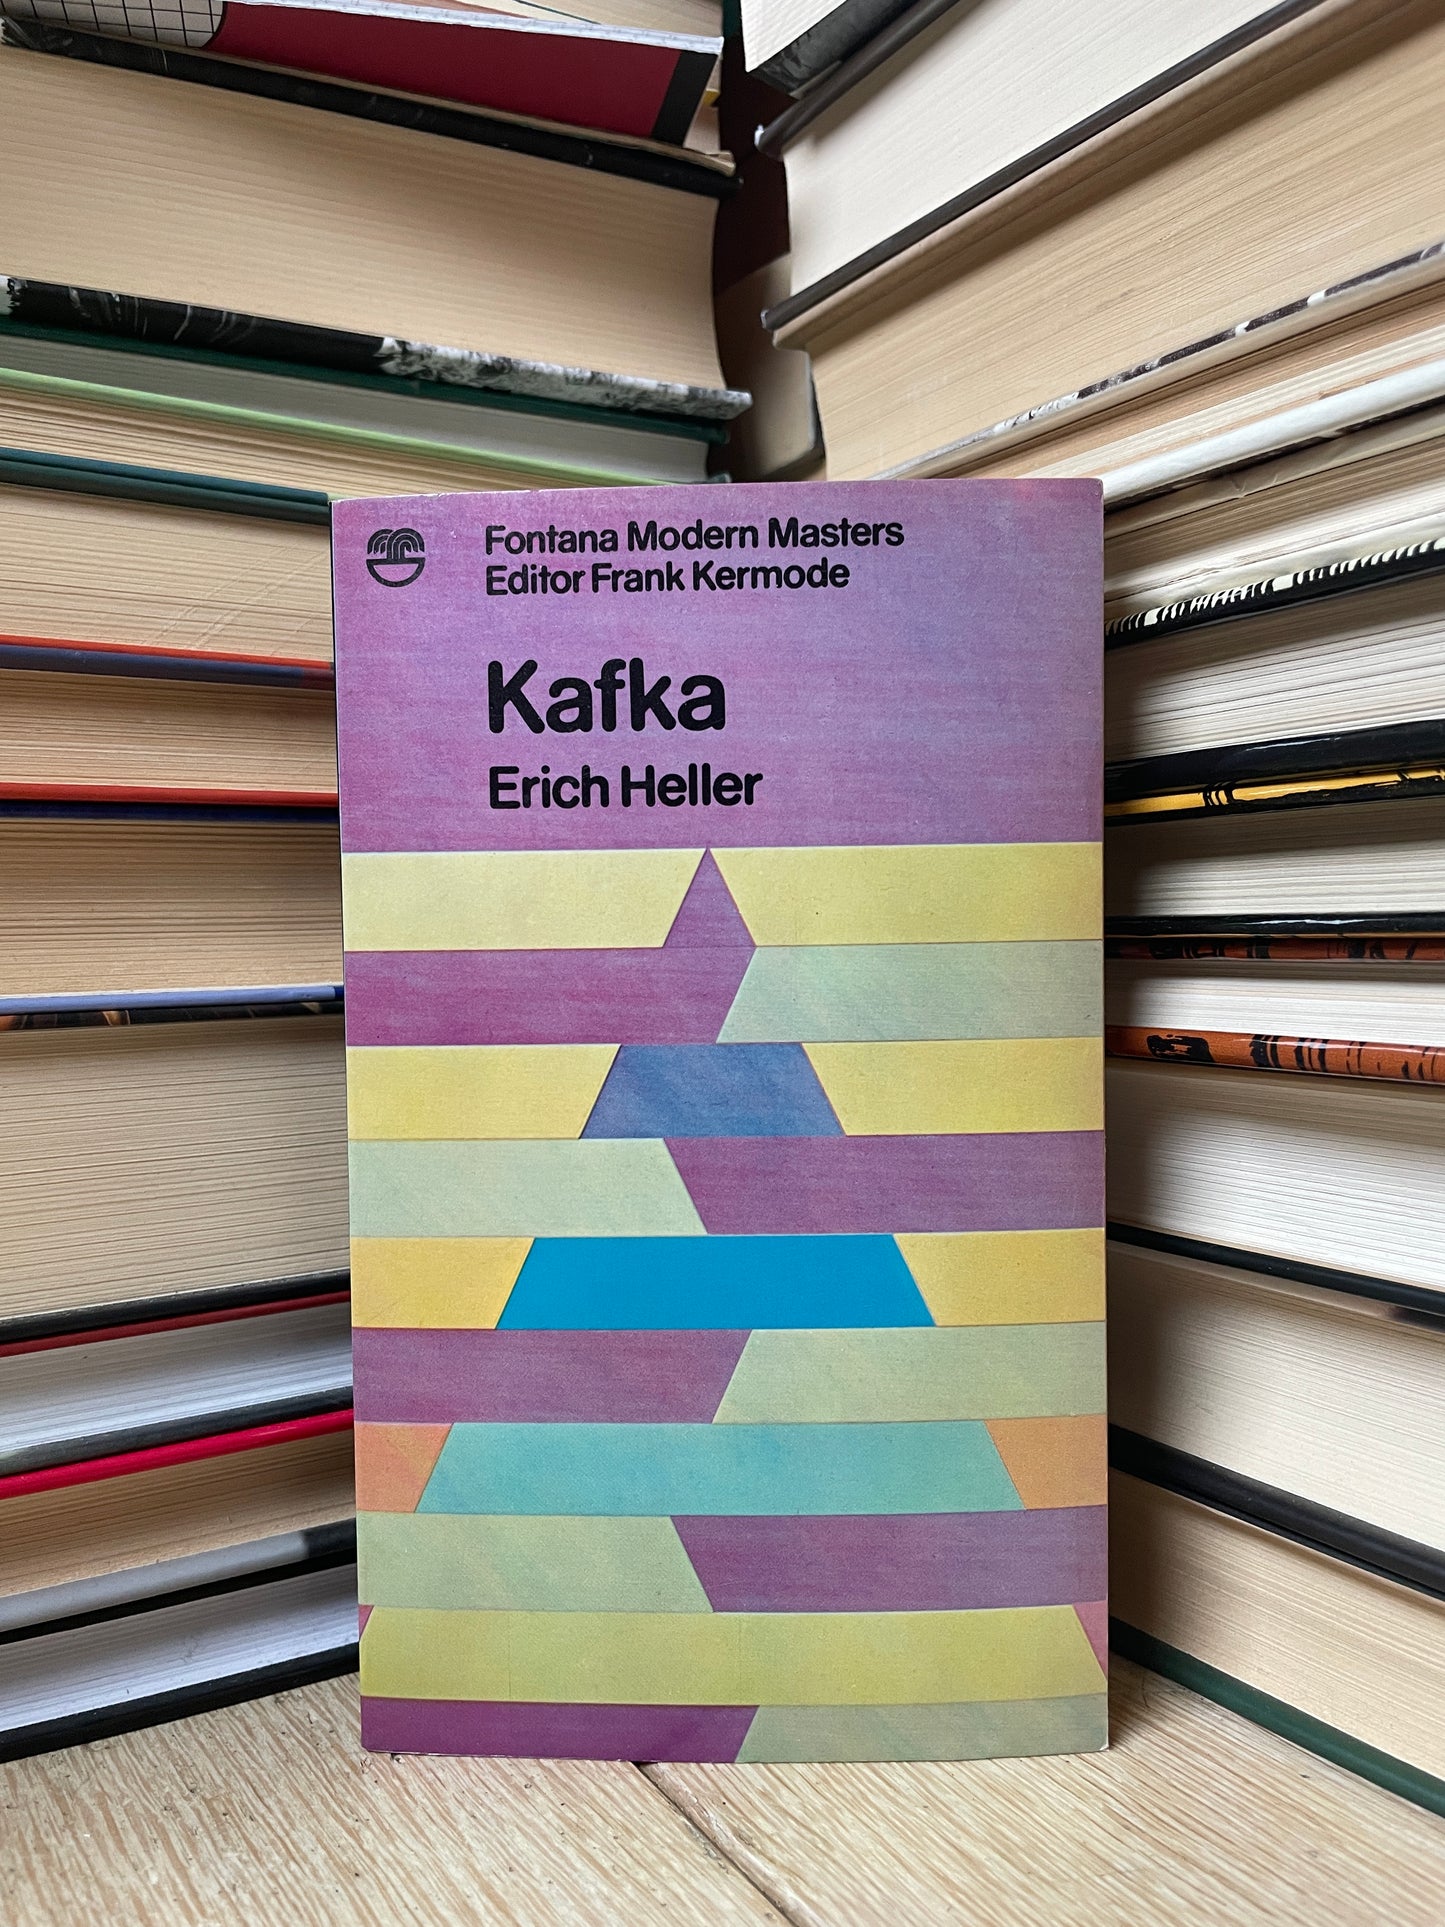 Fontana Modern Masters
Editor Frank Kermode
Kafka
Erich Heller